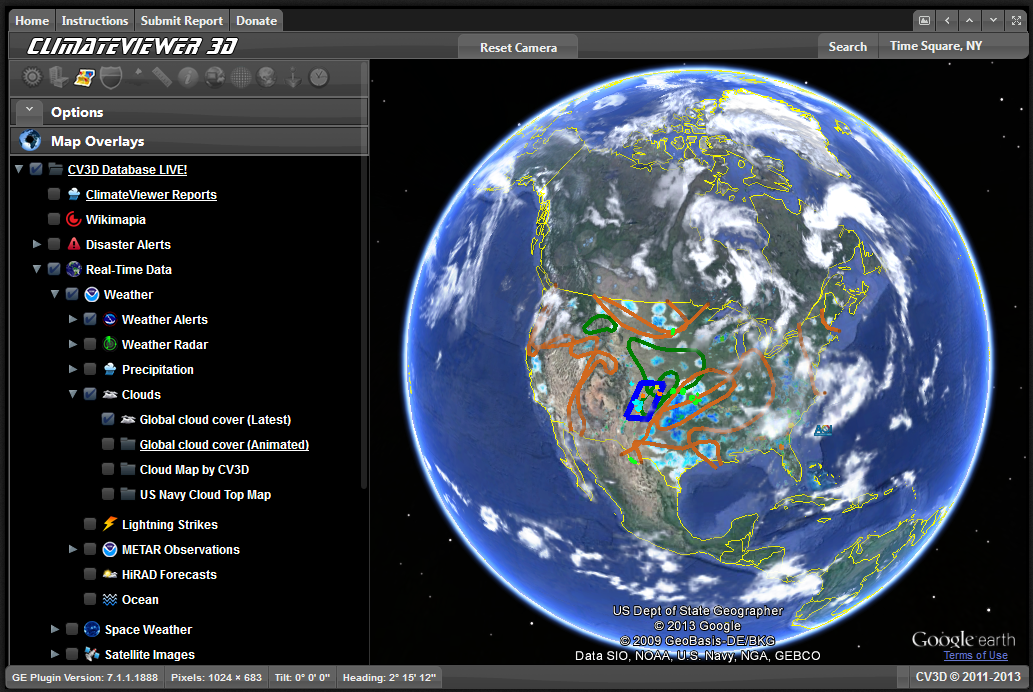 Home Instructions Submit Report Donate
CLIMATEVIEWER 3D
Reset Camera
Search Time Square, NY
Options
Map Overlays
CV3D Database LIVE!
ClimateViewer Reports
Wikimapia
Disaster Alerts
Real-Time Data
Weather
Weather Alerts
Weather Radar
Precipitation
Clouds
Global cloud cover (Latest)
Global cloud cover (Animated)
Cloud Map by CV3D
US Navy Cloud Top Map
Lightning Strikes
METAR Observations
HiRAD Forecasts
Ocean
Space Weather
Satellite Images
US Dept of State Geographer
© 2013 Google
© 2009 GeoBasis-DE/BKG
Data SIO, NOAA, U.S. Navy, NGA, GEBCO
Google earth
Terms of Use
GE Plugin Version: 7.1.1.1888 Pixels: 1024 × 683 Tilt: 0° 0' 0'' Heading: 2° 15' 12'' CV3D © 2011-2013